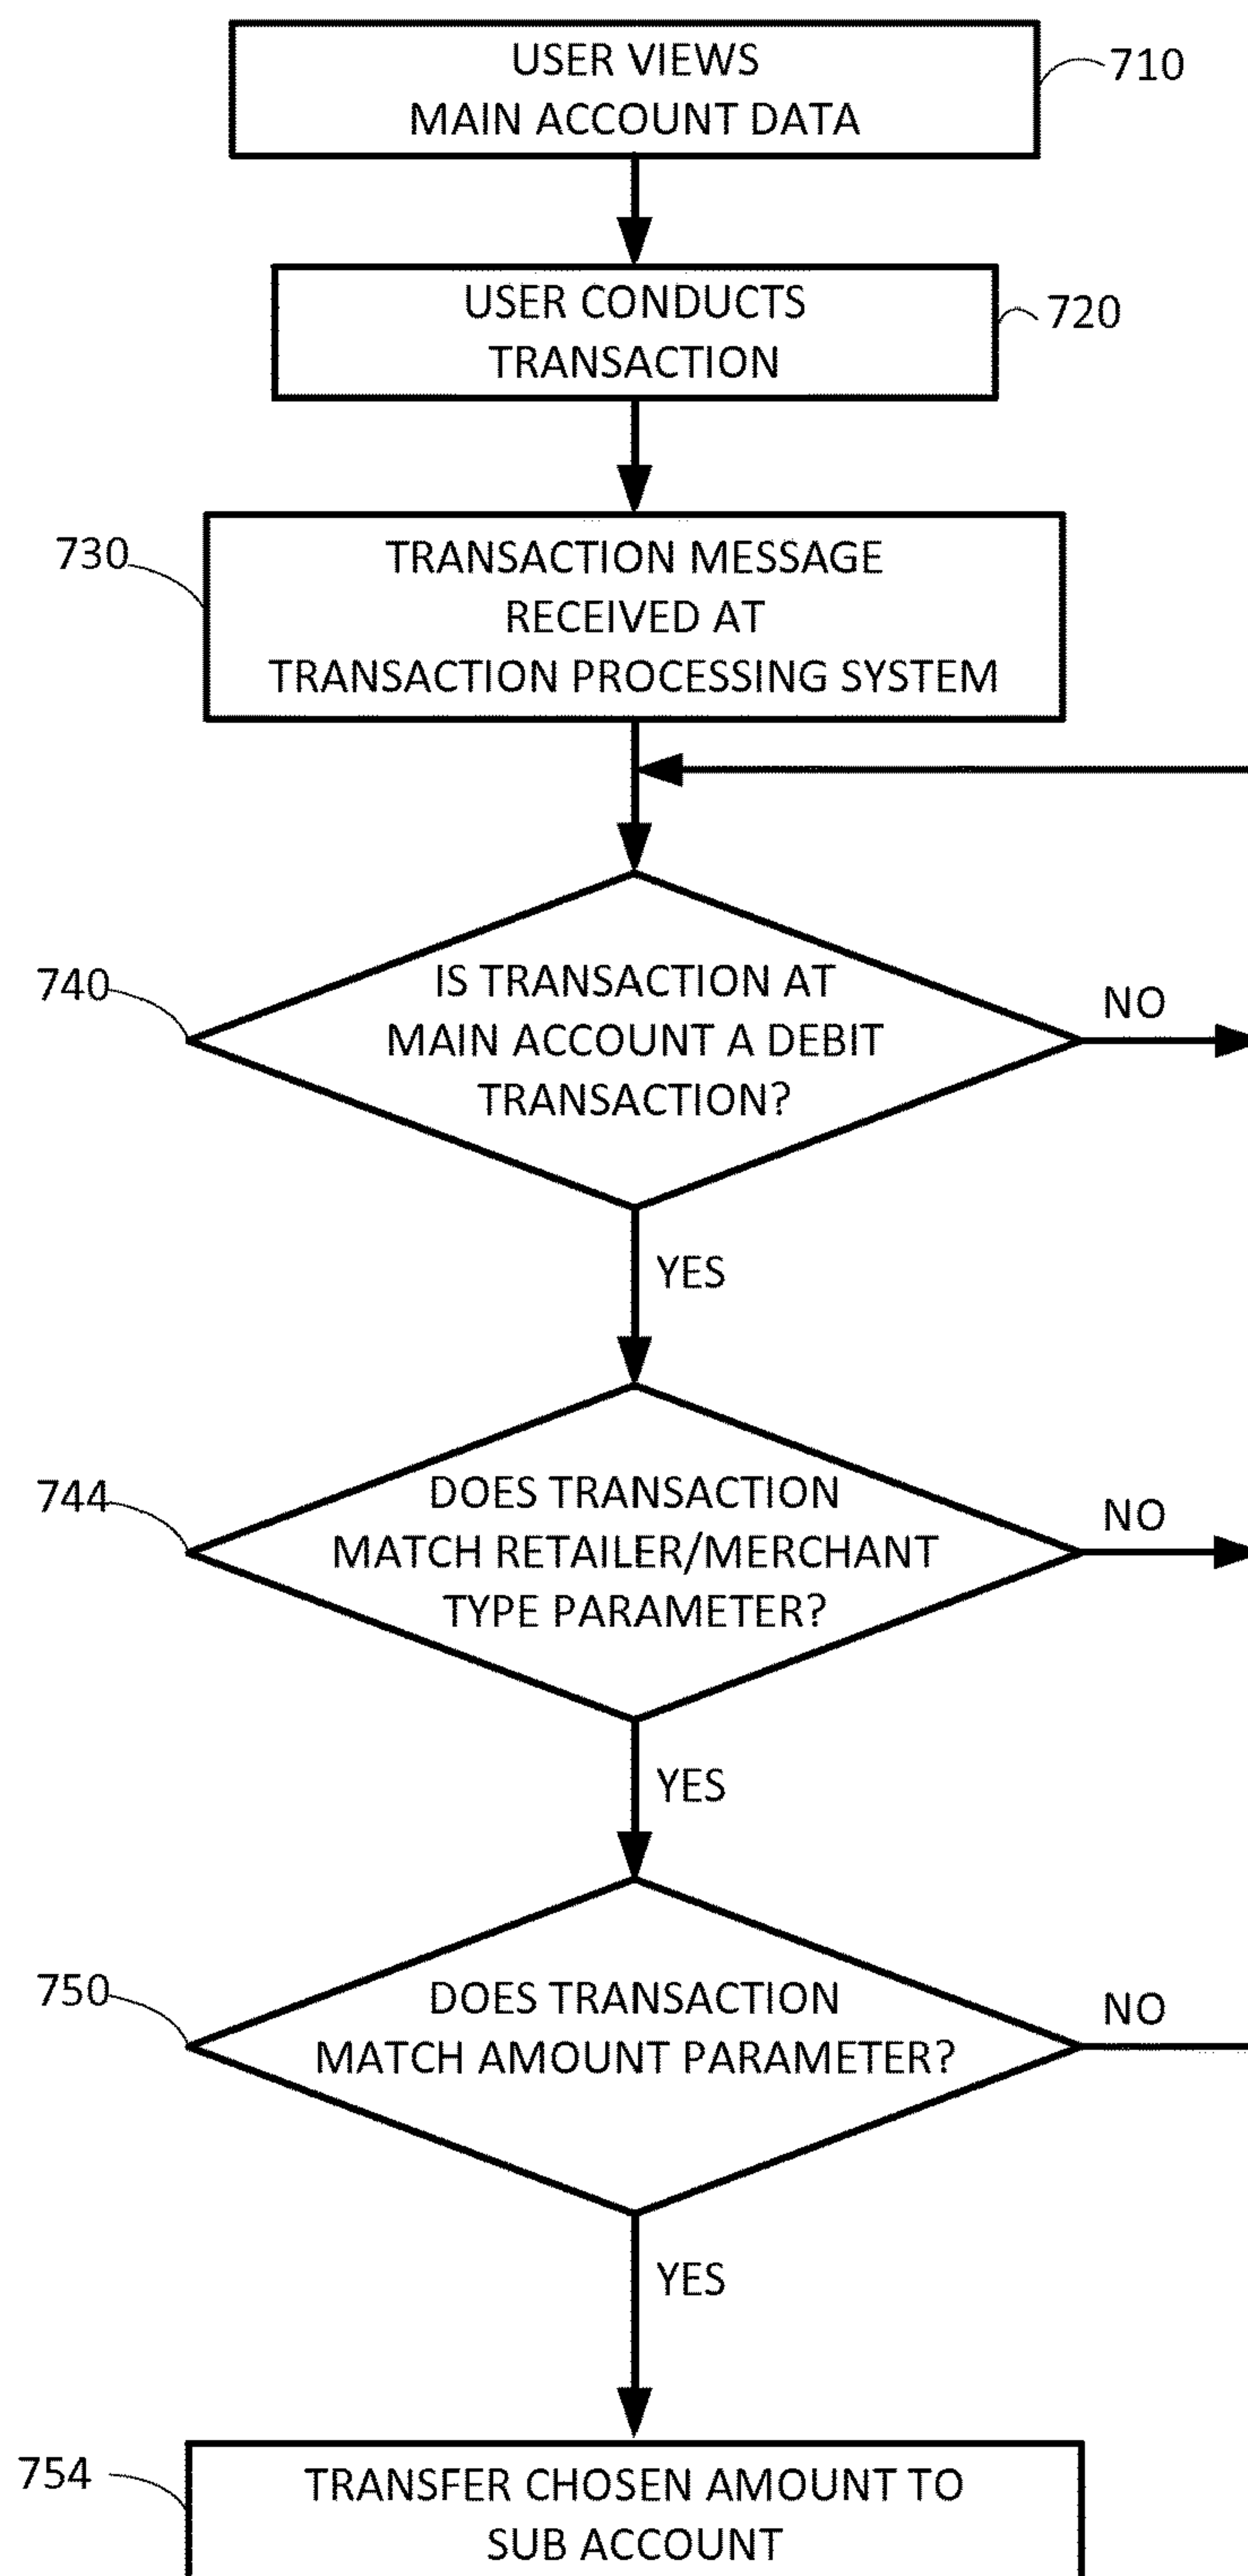 USER VIEWS
MAIN ACCOUNT DATA
710
USER CONDUCTS
TRANSACTION
720
730
TRANSACTION MESSAGE
RECEIVED AT
TRANSACTION PROCESSING SYSTEM
740
IS TRANSACTION AT
MAIN ACCOUNT A DEBIT
TRANSACTION?
NO
YES
744
DOES TRANSACTION
MATCH RETAILER/MERCHANT
TYPE PARAMETER?
NO
YES
750
DOES TRANSACTION
MATCH AMOUNT PARAMETER?
NO
YES
754
TRANSFER CHOSEN AMOUNT TO
SUB ACCOUNT